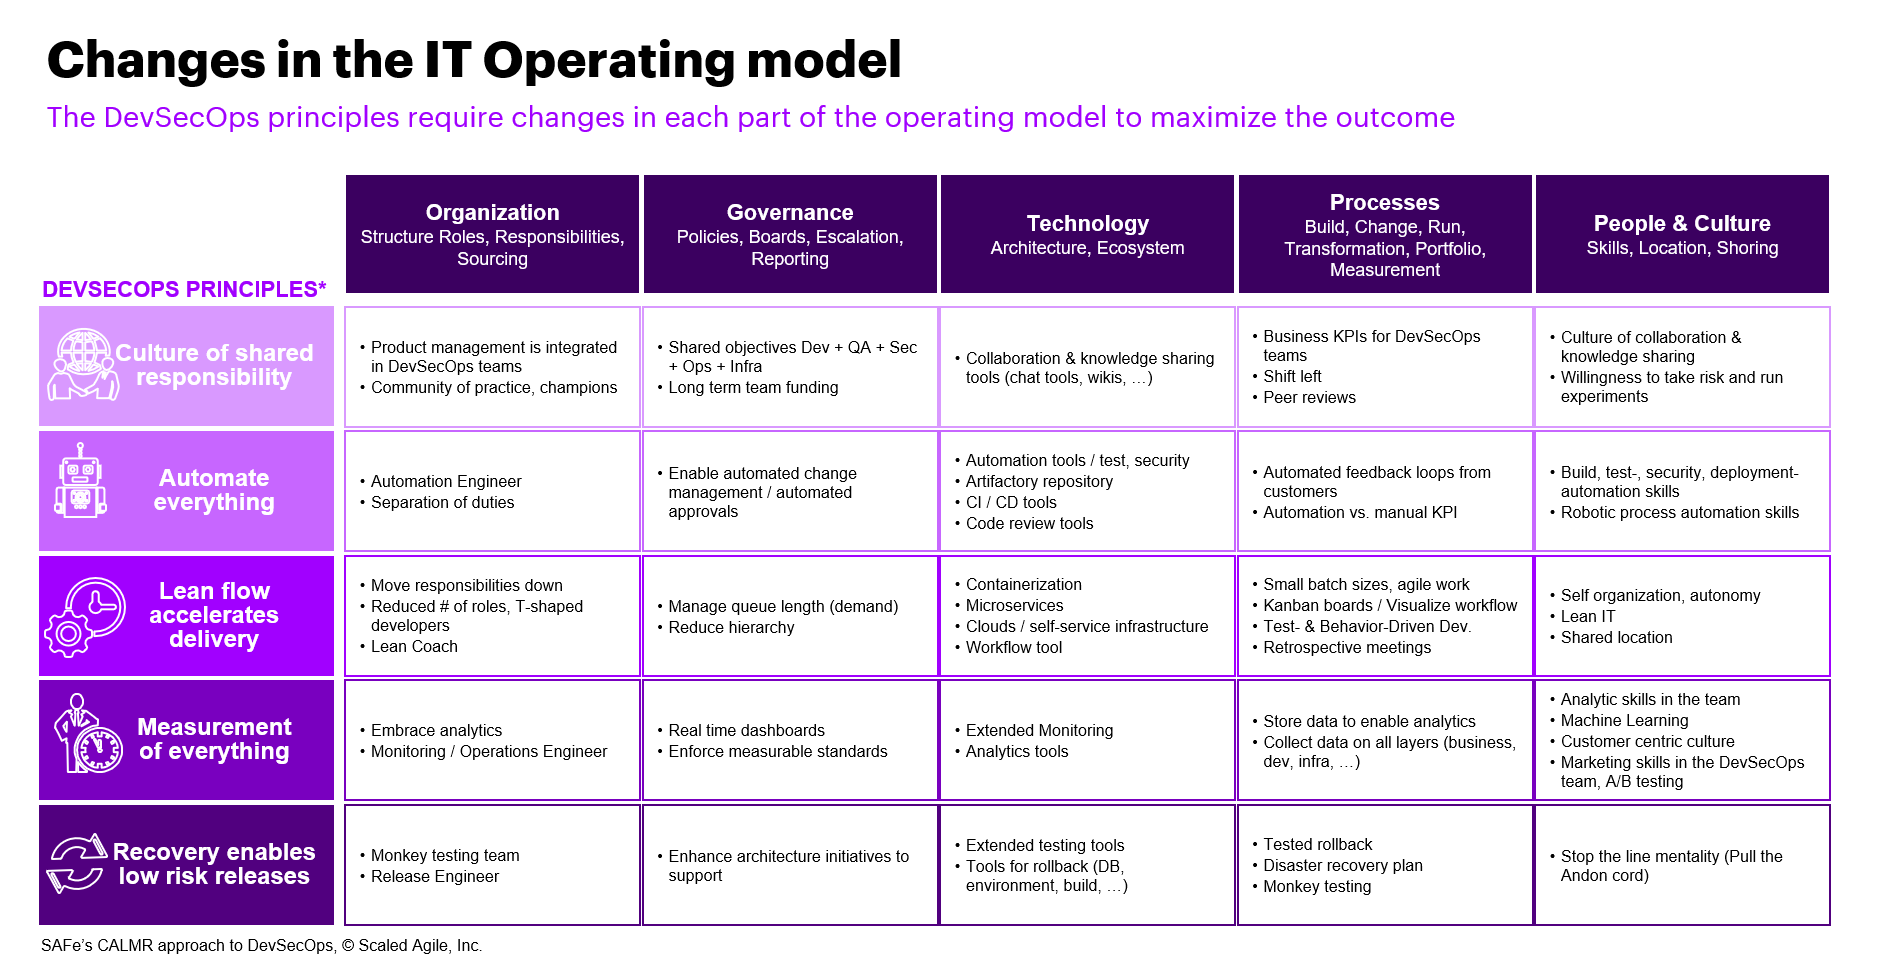 Changes in the IT Operating model
The DevSecOps principles require changes in each part of the operating model to maximize the outcome
DEVSECOPS PRINCIPLES*
Organization
Structure Roles, Responsibilities,
Sourcing
Governance
Policies, Boards, Escalation,
Reporting
Technology
Architecture, Ecosystem
Processes
Build, Change, Run,
Transformation, Portfolio,
Measurement
People & Culture
Skills, Location, Shoring
Culture of shared
responsibility
• Product management is integrated
in DevSecOps teams
• Community of practice, champions
• Shared objectives Dev + QA + Sec
+ Ops + Infra
• Long term team funding
• Collaboration & knowledge sharing
tools (chat tools, wikis, …)
• Business KPIs for DevSecOps
teams
• Shift left
• Peer reviews
• Culture of collaboration &
knowledge sharing
• Willingness to take risk and run
experiments
Automate
everything
• Automation Engineer
• Separation of duties
• Enable automated change
management / automated
approvals
• Automation tools / test, security
• Artifactory repository
• CI / CD tools
• Code review tools
• Automated feedback loops from
customers
• Automation vs. manual KPI
• Build, test-, security, deployment-
automation skills
• Robotic process automation skills
Lean flow
accelerates
delivery
• Move responsibilities down
• Reduced # of roles, T-shaped
developers
• Lean Coach
• Manage queue length (demand)
• Reduce hierarchy
• Containerization
• Microservices
• Clouds / self-service infrastructure
• Workflow tool
• Small batch sizes, agile work
• Kanban boards / Visualize workflow
• Test- & Behavior-Driven Dev.
• Retrospective meetings
• Self organization, autonomy
• Lean IT
• Shared location
Measurement
of everything
• Embrace analytics
• Monitoring / Operations Engineer
• Real time dashboards
• Enforce measurable standards
• Extended Monitoring
• Analytics tools
• Store data to enable analytics
• Collect data on all layers (business,
dev, infra, …)
• Analytic skills in the team
• Machine Learning
• Customer centric culture
• Marketing skills in the DevSecOps
team, A/B testing
Recovery enables
low risk releases
• Monkey testing team
• Release Engineer
• Enhance architecture initiatives to
support
• Extended testing tools
• Tools for rollback (DB,
environment, build, …)
• Tested rollback
• Disaster recovery plan
• Monkey testing
• Stop the line mentality (Pull the
Andon cord)
SAFe’s CALMR approach to DevSecOps, © Scaled Agile, Inc.